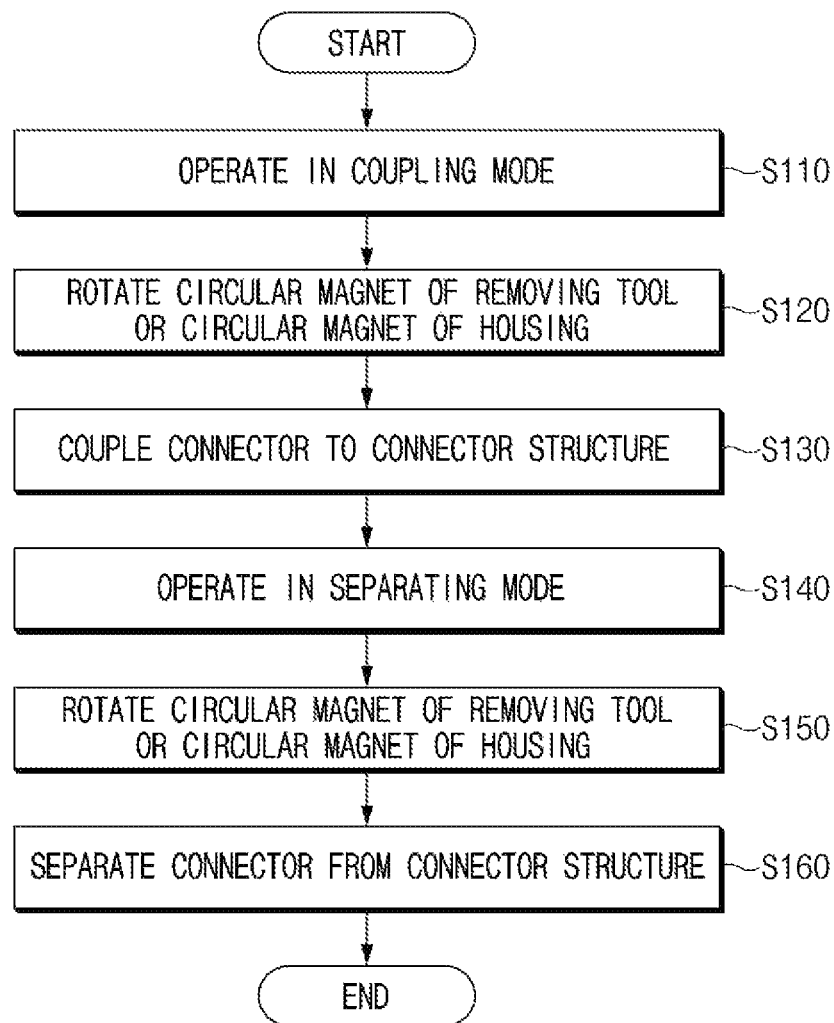 START
OPERATE IN COUPLING MODE
S110
ROTATE CIRCULAR MAGNET OF REMOVING TOOL
OR CIRCULAR MAGNET OF HOUSING
S120
COUPLE CONNECTOR TO CONNECTOR STRUCTURE
S130
OPERATE IN SEPARATING MODE
S140
ROTATE CIRCULAR MAGNET OF REMOVING TOOL
OR CIRCULAR MAGNET OF HOUSING
S150
SEPARATE CONNECTOR FROM CONNECTOR STRUCTURE
S160
END